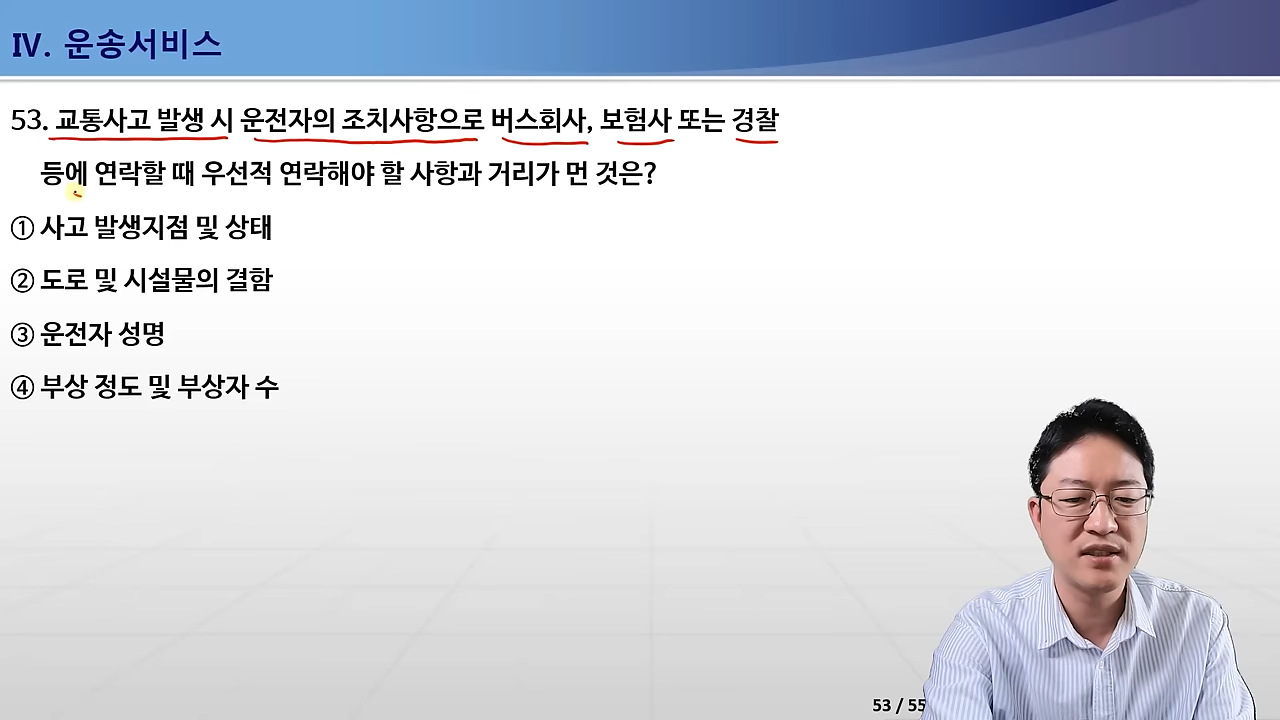 Ⅳ. 운송서비스
53. 교통사고 발생 시 운전자의 조치사항으로 버스회사, 보험사 또는 경찰
등에 연락할 때 우선적 연락해야 할 사항과 거리가 먼 것은?
① 사고 발생지점 및 상태
② 도로 및 시설물의 결함
③ 운전자 성명
④ 부상 정도 및 부상자 수
53 / 55